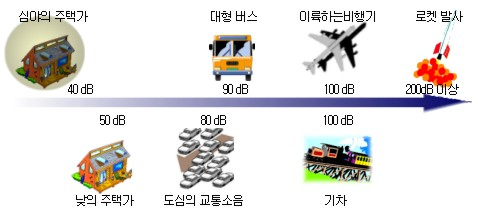 심야의 주택가
대형 버스
이륙하는비행기
로켓 발사
40 dB
90 dB
100 dB
200dB 이상
50 dB
80 dB
100 dB
낮의 주택가
도심의 교통소음
기차